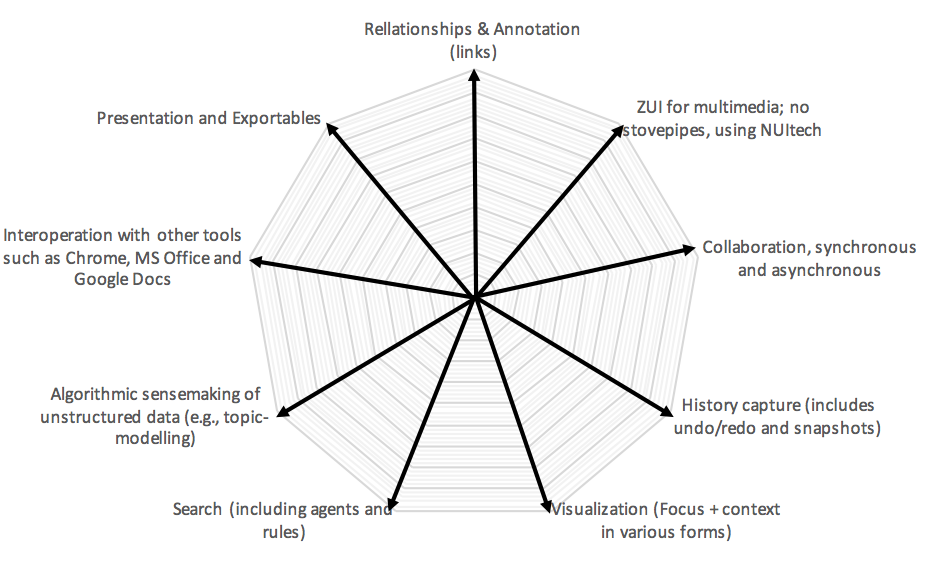 Rellationships & Annotation
(links)
ZUI for multimedia; no
stovepipes, using NUItech
Collaboration, synchronous
and asynchronous
History capture (includes
undo/redo and snapshots)
Visualization (Focus + context
in various forms)
Search (including agents and
rules)
Algorithmic sensemaking of
unstructured data (e.g., topic-
modelling)
Interoperation with other tools
such as Chrome, MS Office and
Google Docs
Presentation and Exportables